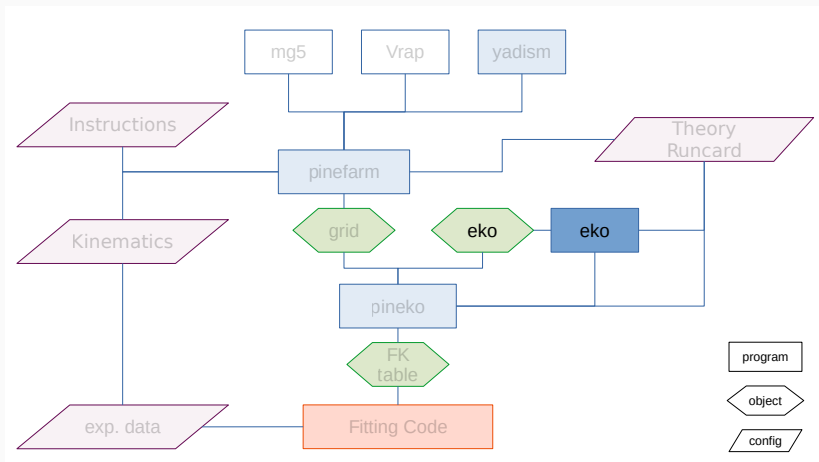 mg5
Vrap
yadism
Instructions
Theory
Runcard
pinefarm
Kinematics
grid
eko
eko
pineko
FK
table
program
object
config
exp. data
Fitting Code